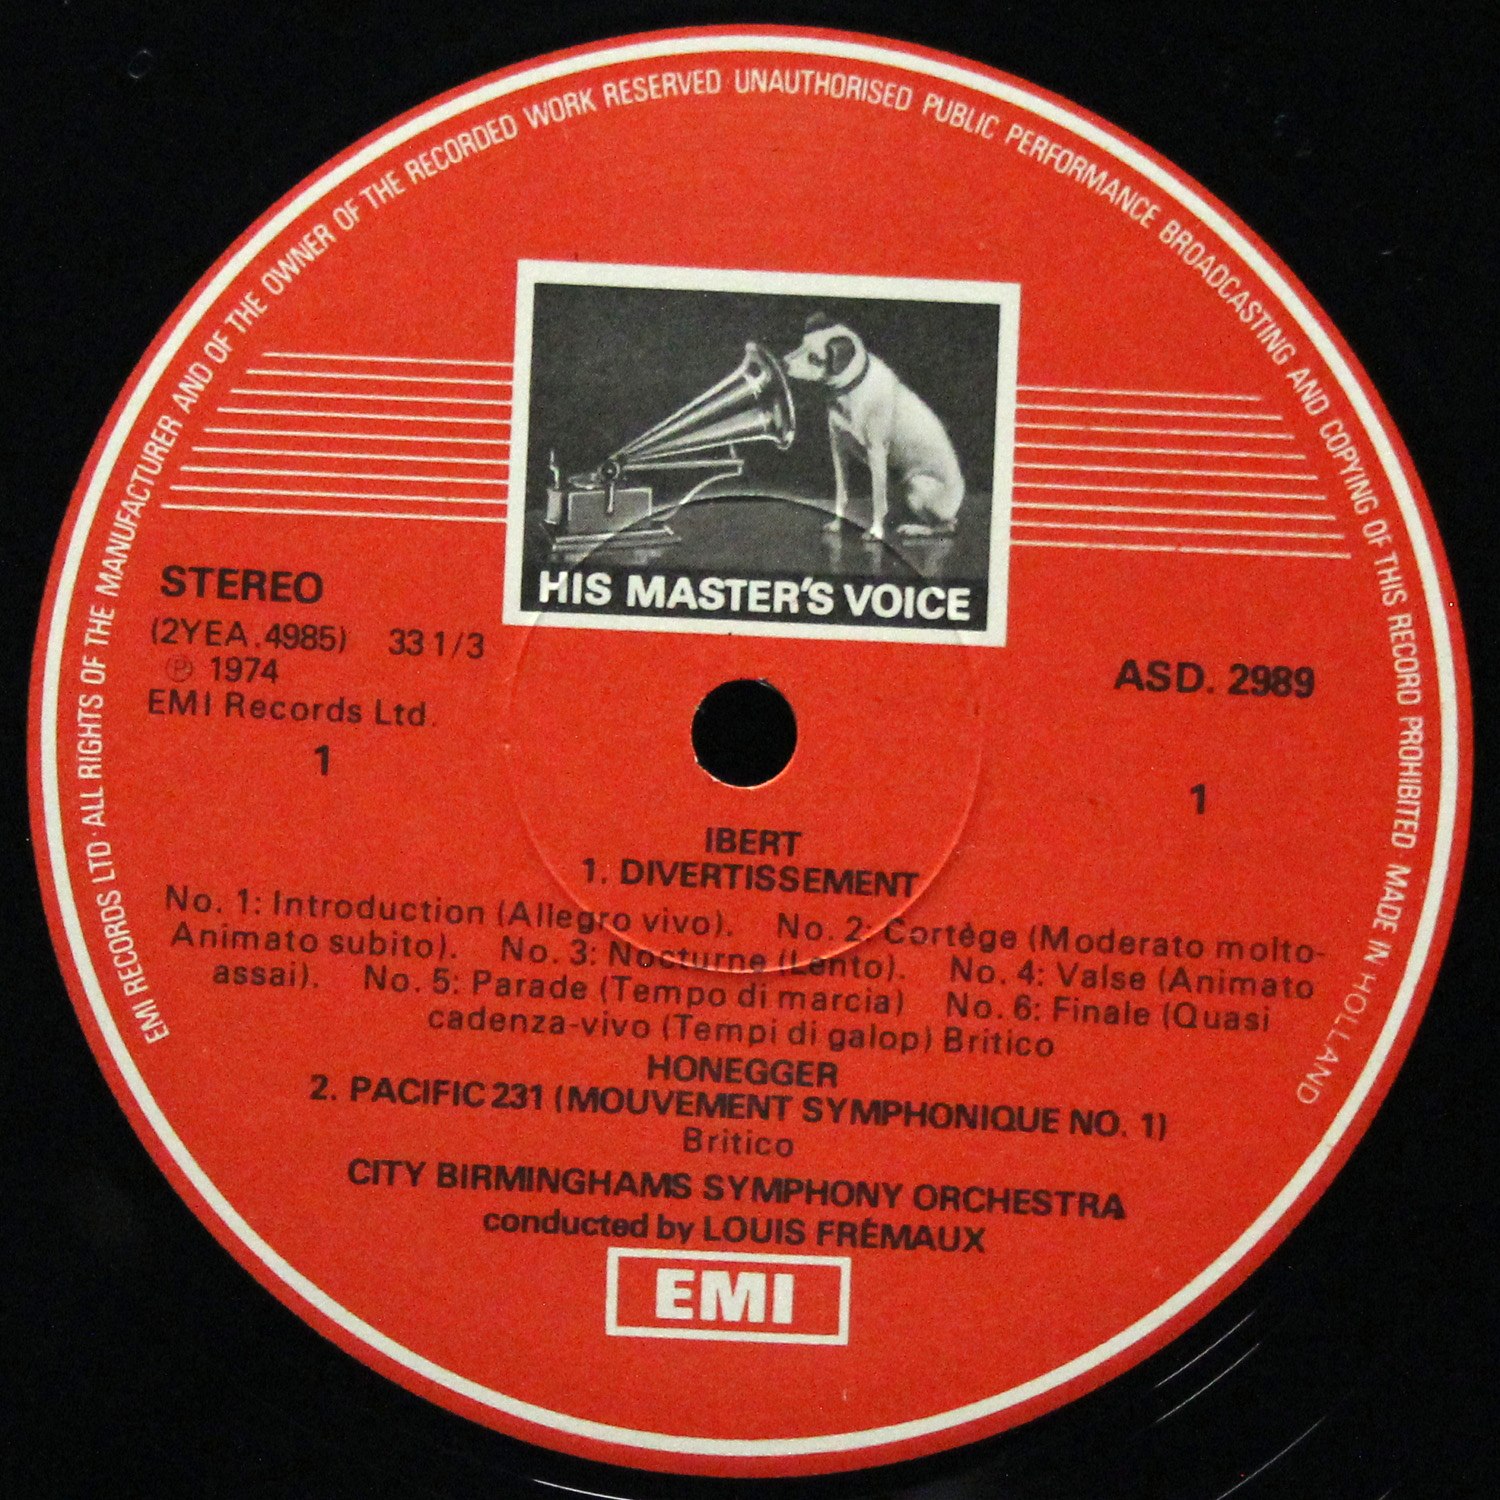 EMI RECORDS LTD · ALL RIGHTS OF THE MANUFACTURER AND OF THE OWNER OF THE RECORDED WORK RESERVED UNAUTHORISED PUBLIC PERFORMANCE BROADCASTING AND COPYING OF THIS RECORD PROHIBITED MADE IN HOLLAND
HIS MASTER'S VOICE
STEREO
(2YEA.4985) 33 1/3
℗ 1974
EMI Records Ltd.
1
ASD. 2989
1
IBERT
1. DIVERTISSEMENT
No. 1: Introduction (Allegro vivo). No. 2: Cortège (Moderato molto-
Animato subito). No. 3: Nocturne (Lento). No. 4: Valse (Animato
assai). No. 5: Parade (Tempo di marcia) No. 6: Finale (Quasi
cadenza-vivo (Tempi di galop) Britico
HONEGGER
2. PACIFIC 231 (MOUVEMENT SYMPHONIQUE NO. 1)
Britico
CITY BIRMINGHAMS SYMPHONY ORCHESTRA
conducted by LOUIS FRÉMAUX
EMI